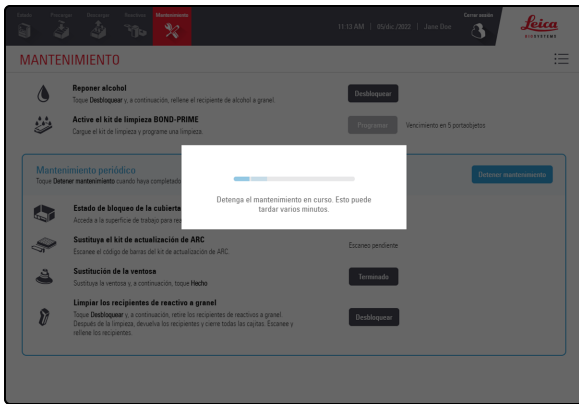 Estado Precargar Descargar Reactivos Mantenimiento
11:13 AM | 05/dic./2022 | Jane Doe Cerrar sesión
Leica
BIOSYSTEMS
MANTENIMIENTO
Reponer alcohol
Toque Desbloquear y, a continuación, rellene el recipiente de alcohol a granel.
Desbloquear
Active el kit de limpieza BOND-PRIME
Cargue el kit de limpieza y programe una limpieza
Programar Vencimiento en 5 portaobjetos
Mantenimiento periódico
Toque Detener mantenimiento cuando haya completado
Detener mantenimiento
Detenga el mantenimiento en curso. Esto puede
tardar varios minutos.
Estado de bloqueo de la cubierta
Acceda a la superficie de trabajo para
Sustituya el kit de actualización de ARC
Escanee el código de barras del kit de actualización de ARC.
Escaneo pendiente
Sustitución de la ventosa
Sustituya la ventosa y, a continuación, toque Hecho
Terminado
Limpiar los recipientes de reactivo a granel
Toque Desbloquear y, a continuación, retire los recipientes de reactivos a granel.
Después de la limpieza, devuelva los recipientes y cierre todas las cajitas. Escanee y
rellene los recipientes.
Desbloquear